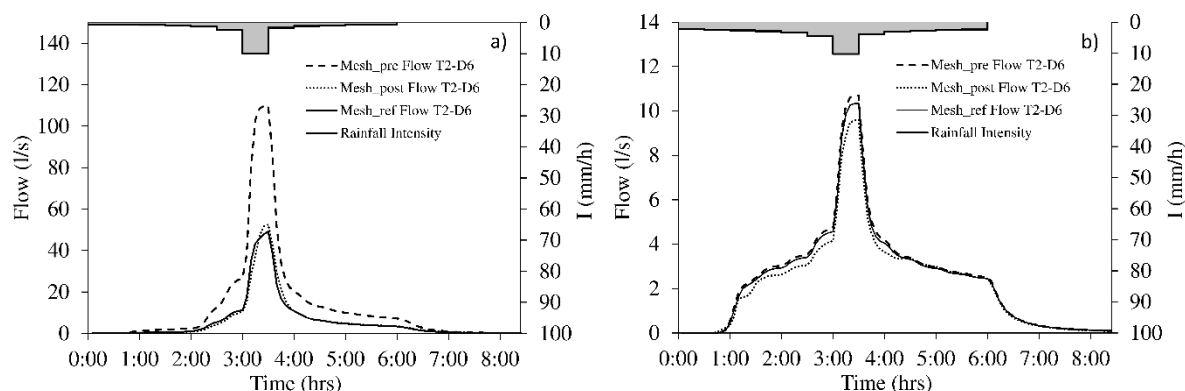 a)
Flow (l/s)
140
120
100
80
60
40
20
0
Mesh_pre Flow T2-D6
Mesh_post Flow T2-D6
Mesh_ref Flow T2-D6
Rainfall Intensity
0
10
20
30
40
50
60
70
80
90
100
I (mm/h)
0:00 1:00 2:00 3:00 4:00 5:00 6:00 7:00 8:00
Time (hrs)
b)
Flow (l/s)
14
12
10
8
6
4
2
0
Mesh_pre Flow T2-D6
Mesh_post Flow T2-D6
Mesh_ref Flow T2-D6
Rainfall Intensity
0
10
20
30
40
50
60
70
80
90
100
I (mm/h)
0:00 1:00 2:00 3:00 4:00 5:00 6:00 7:00 8:00
Time (hrs)